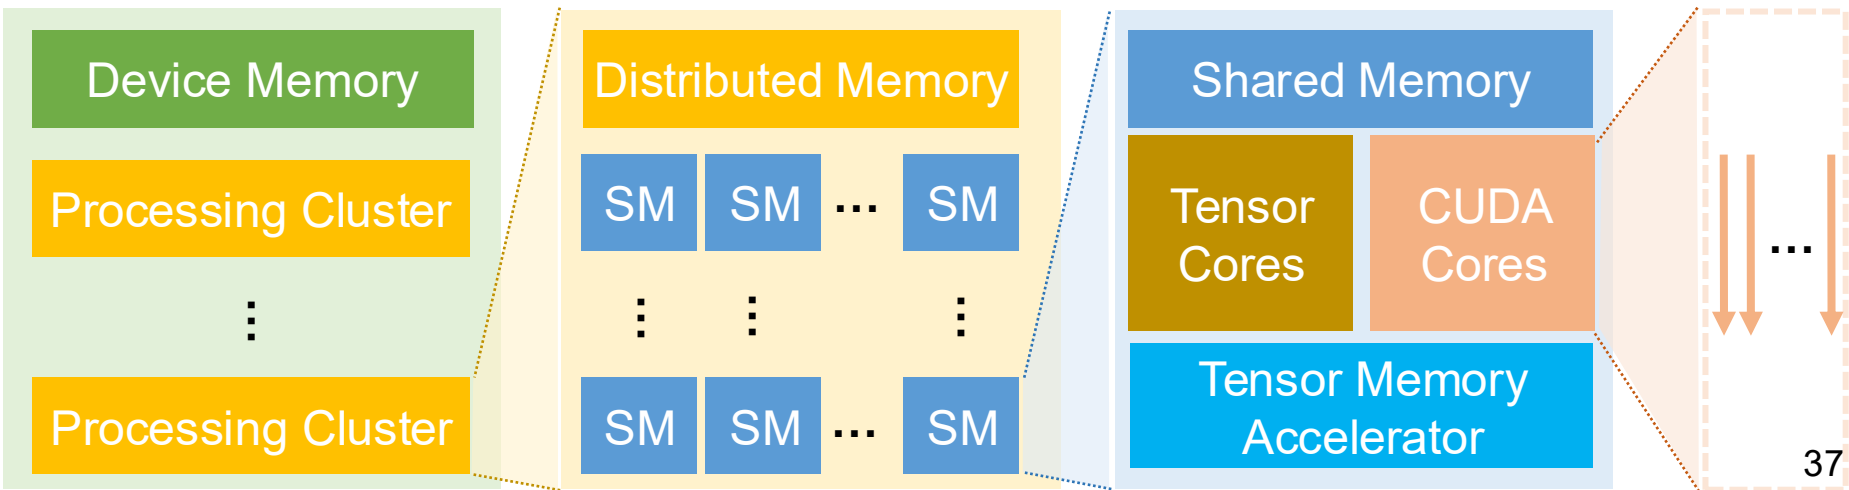 Device Memory
Processing Cluster
⋮
Processing Cluster
Distributed Memory
SM SM ... SM
⋮ ⋮ ⋮
SM SM ... SM
Shared Memory
Tensor
Cores
CUDA
Cores
Tensor Memory
Accelerator
...
37